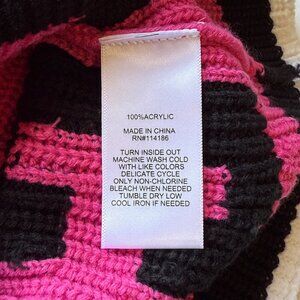 100%ACRYLIC
MADE IN CHINA
RN#114186
TURN INSIDE OUT
MACHINE WASH COLD
WITH LIKE COLORS
DELICATE CYCLE
ONLY NON-CHLORINE
BLEACH WHEN NEEDED
TUMBLE DRY LOW
COOL IRON IF NEEDED